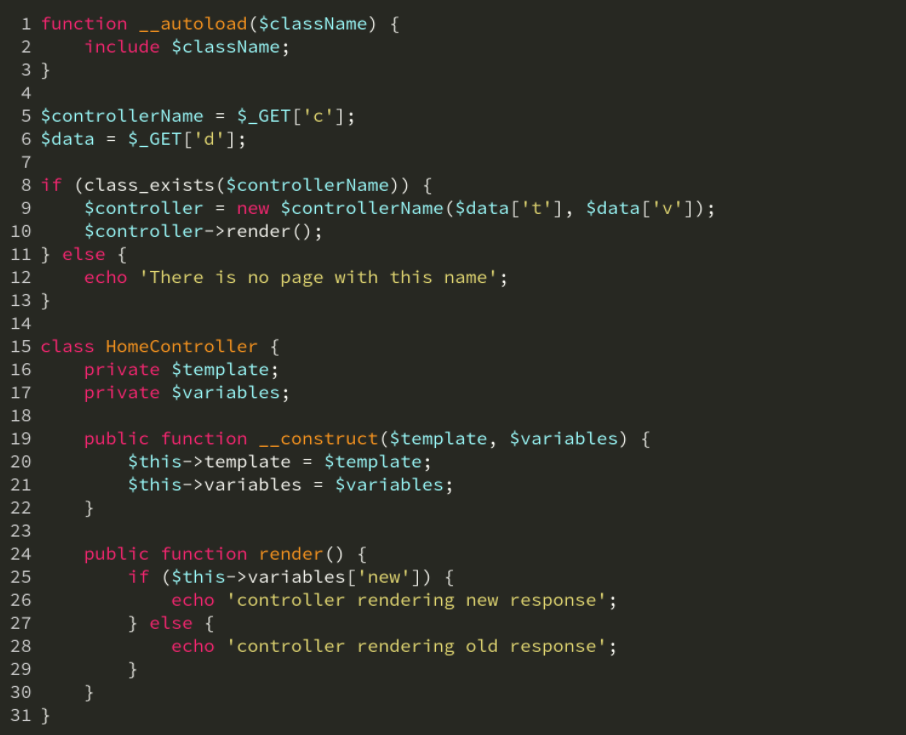 1 function __autoload($className) {
2     include $className;
3 }
4
5 $controllerName = $_GET['c'];
6 $data = $_GET['d'];
7
8 if (class_exists($controllerName)) {
9     $controller = new $controllerName($data['t'], $data['v']);
10     $controller->render();
11 } else {
12     echo 'There is no page with this name';
13 }
14
15 class HomeController {
16     private $template;
17     private $variables;
18
19     public function __construct($template, $variables) {
20         $this->template = $template;
21         $this->variables = $variables;
22     }
23
24     public function render() {
25         if ($this->variables['new']) {
26             echo 'controller rendering new response';
27         } else {
28             echo 'controller rendering old response';
29         }
30     }
31 }